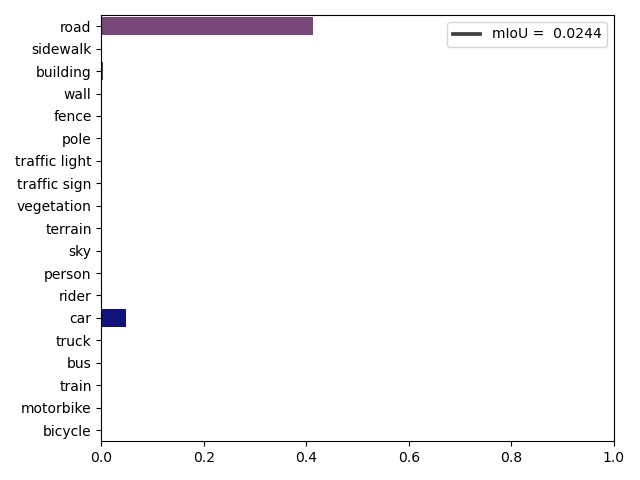 road
sidewalk
building
wall
fence
pole
traffic light
traffic sign
vegetation
terrain
sky
person
rider
car
truck
bus
train
motorbike
bicycle
mIoU =  0.0244
0.0 0.2 0.4 0.6 0.8 1.0